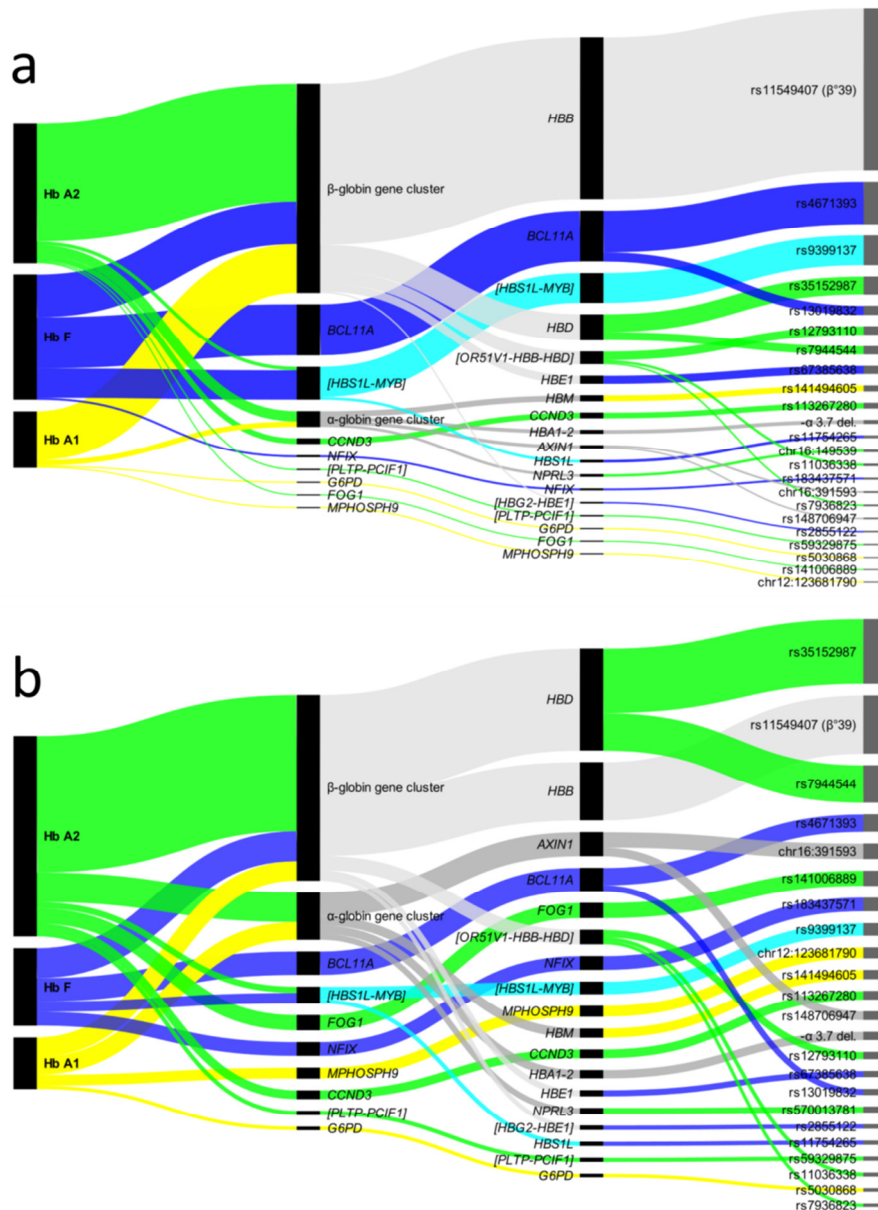 a
Hb A2
Hb F
Hb A1
β-globin gene cluster
BCL11A
[HBS1L-MYB]
α-globin gene cluster
CCND3
NFIX
[PLTP-PCIF1]
G6PD
FOG1
MPHOSPH9
HBB
BCL11A
[HBS1L-MYB]
HBD
[OR51V1-HBB-HBD]
HBE1
HBM
CCND3
HBA1-2
AXIN1
HBS1L
NPRL3
NFIX
[HBG2-HBE1]
[PLTP-PCIF1]
G6PD
FOG1
MPHOSPH9
rs11549407 (β°39)
rs4671393
rs9399137
rs35152987
rs13019832
rs12793110
rs7944544
rs67385638
rs141494605
rs113267280
-α 3.7 del.
rs11754265
chr16:149539
rs11036338
rs183437571
chr16:391593
rs7936823
rs148706947
rs2855122
rs59329875
rs5030868
rs141006889
chr12:123681790
b
Hb A2
Hb F
Hb A1
β-globin gene cluster
α-globin gene cluster
BCL11A
[HBS1L-MYB]
FOG1
NFIX
MPHOSPH9
CCND3
[PLTP-PCIF1]
G6PD
HBD
HBB
AXIN1
BCL11A
FOG1
[OR51V1-HBB-HBD]
NFIX
[HBS1L-MYB]
MPHOSPH9
HBM
CCND3
HBA1-2
HBE1
NPRL3
[HBG2-HBE1]
HBS1L
[PLTP-PCIF1]
G6PD
rs35152987
rs11549407 (β°39)
rs7944544
rs4671393
chr16:391593
rs141006889
rs183437571
rs9399137
chr12:123681790
rs141494605
rs113267280
rs148706947
-α 3.7 del.
rs12793110
rs67385638
rs13019832
rs570013781
rs2855122
rs11754265
rs59329875
rs11036338
rs5030868
rs7936823